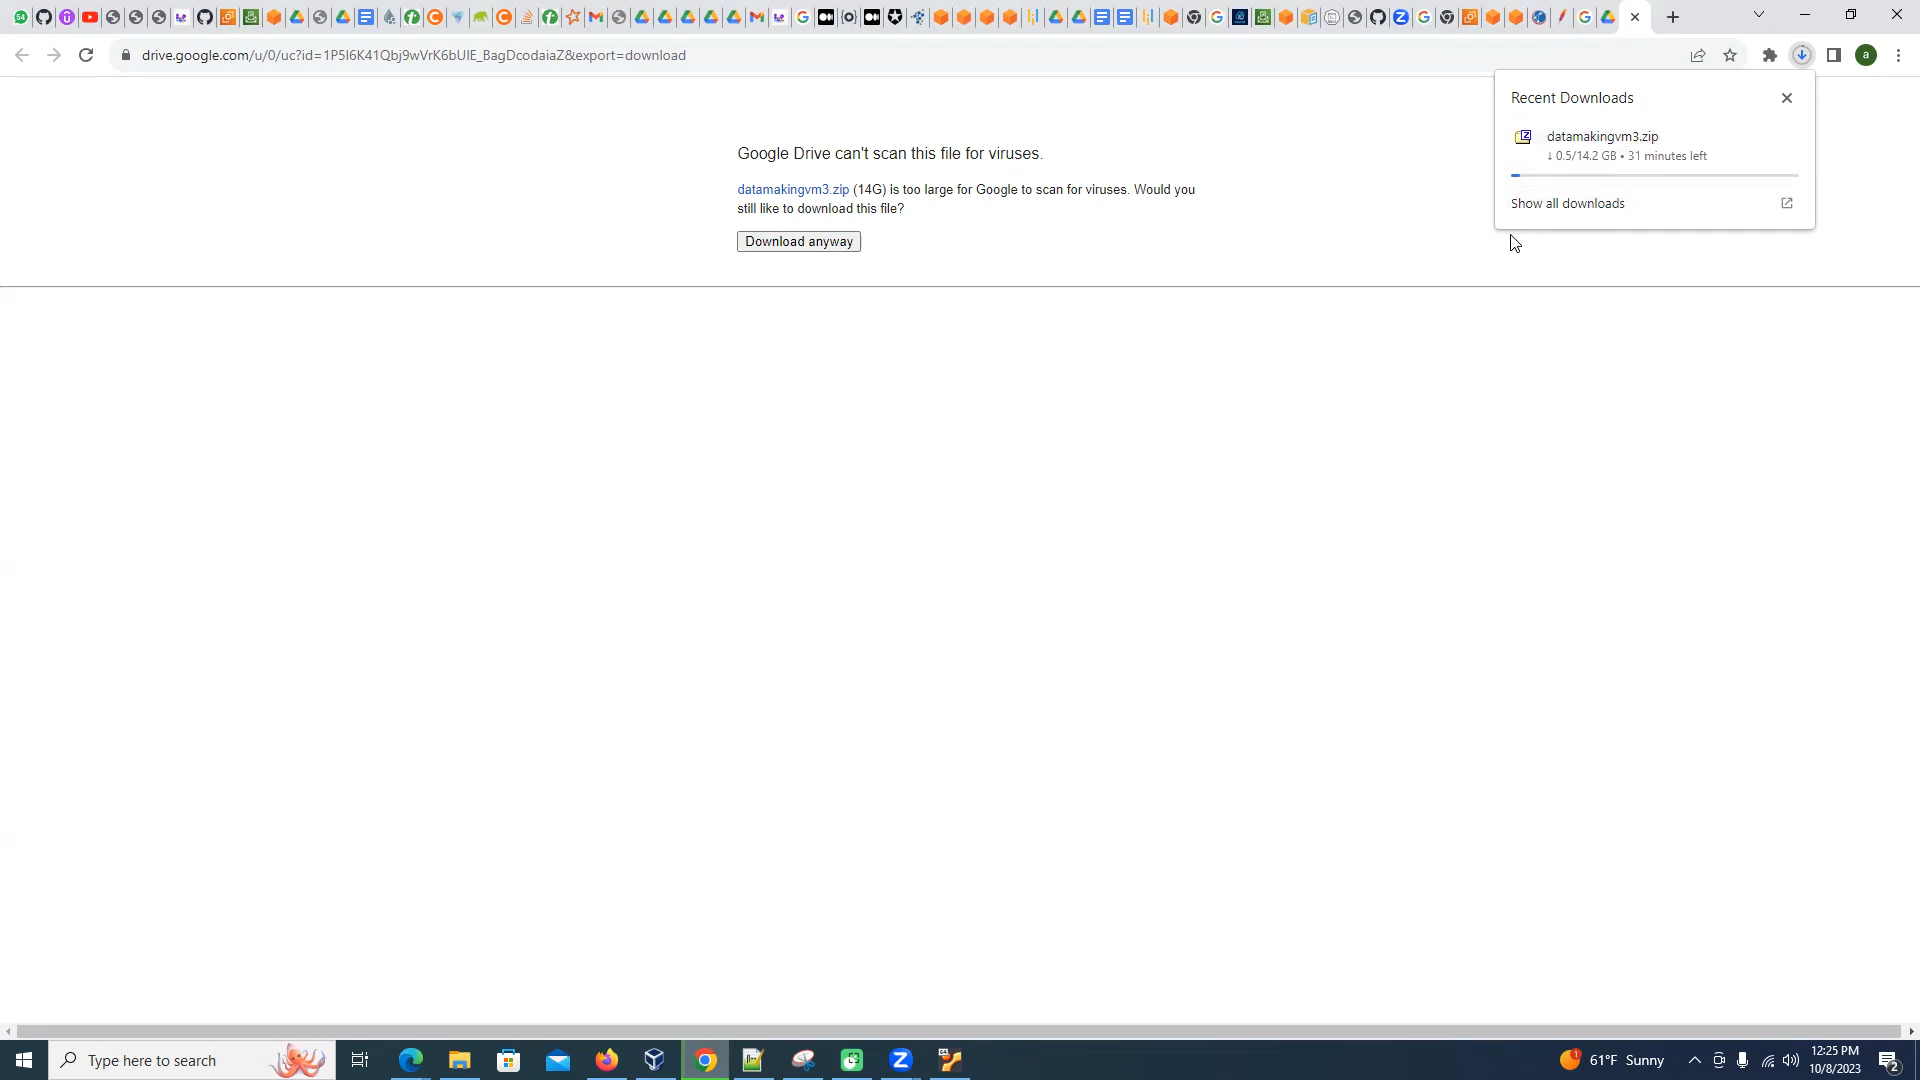 drive.google.com/u/0/uc?id=1P5I6K41Qbj9wVrK6bUIE_BagDcodaiaZ&export=download
a
Recent Downloads
datamakingvm3.zip
↓ 0.5/14.2 GB • 31 minutes left
Show all downloads
Google Drive can't scan this file for viruses.
datamakingvm3.zip (14G) is too large for Google to scan for viruses. Would you
still like to download this file?
Download anyway
Type here to search
1
61°F Sunny
12:25 PM
10/8/2023
2